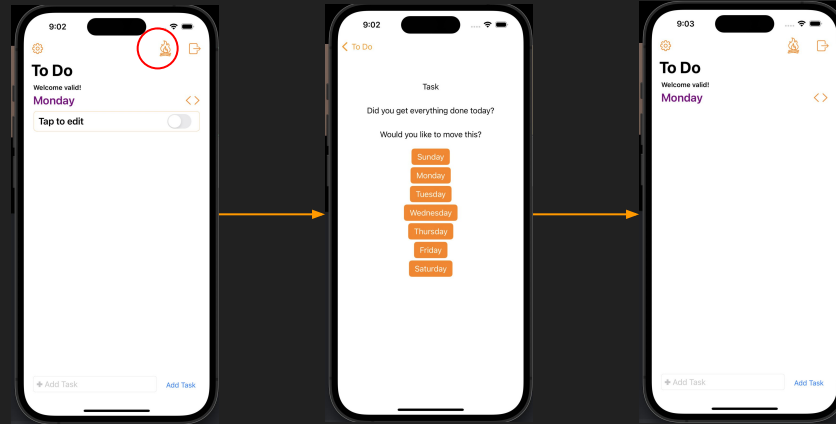 9:02
To Do
Welcome valid!
Monday
< >
Tap to edit
+ Add Task
Add Task
9:02
< To Do
Task
Did you get everything done today?
Would you like to move this?
Sunday
Monday
Tuesday
Wednesday
Thursday
Friday
Saturday
9:03
To Do
Welcome valid!
Monday
< >
+ Add Task
Add Task